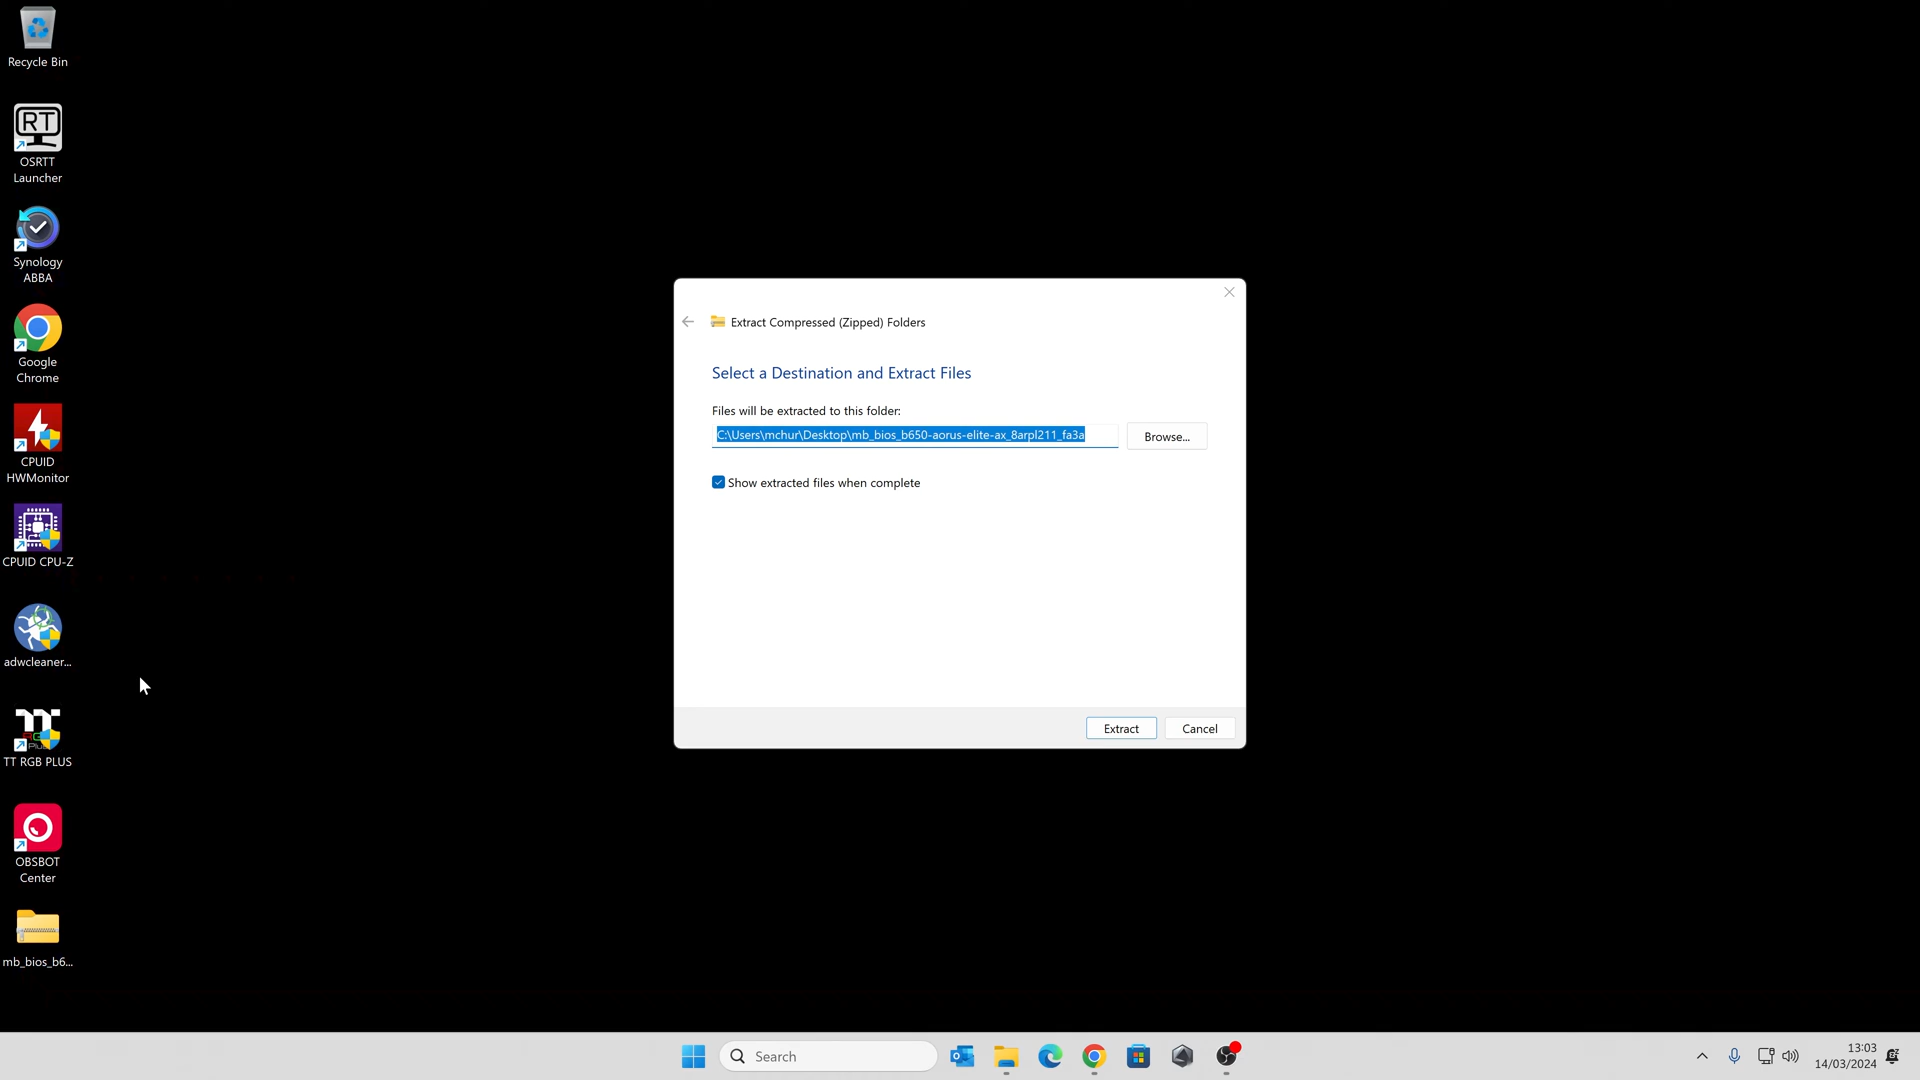 Recycle Bin
RT
OSRTT
Launcher
Synology
ABBA
Google
Chrome
CPUID
HWMonitor
CPUID CPU-Z
adwcleaner...
TT RGB PLUS
OBSBOT
Center
mb_bios_b6...
Extract Compressed (Zipped) Folders
Select a Destination and Extract Files
Files will be extracted to this folder:
C:\Users\mchur\Desktop\mb_bios_b650-aorus-elite-ax_8arpl211_fa3a
Browse...
Show extracted files when complete
Extract
Cancel
Search
13:03
14/03/2024